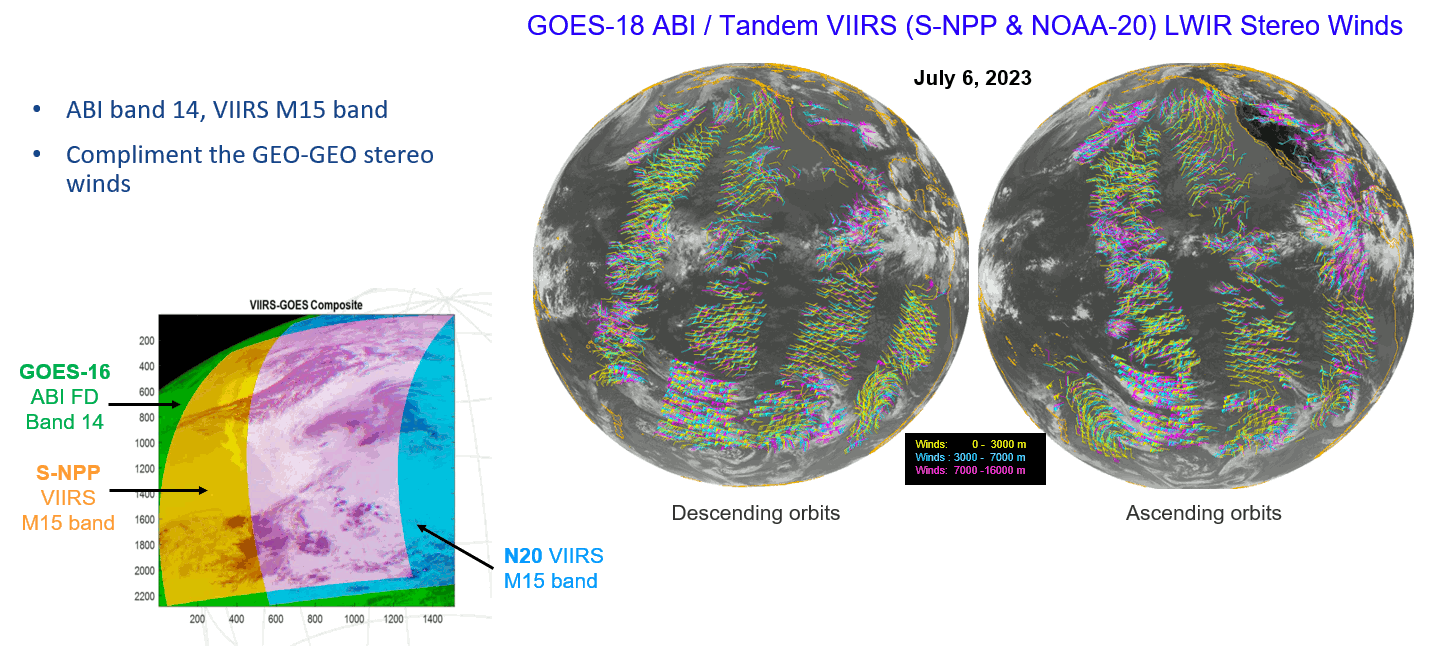 GOES-18 ABI / Tandem VIIRS (S-NPP & NOAA-20) LWIR Stereo Winds
July 6, 2023
• ABI band 14, VIIRS M15 band
• Compliment the GEO-GEO stereo
winds
VIIRS-GOES Composite
GOES-16
ABI FD
Band 14
S-NPP
VIIRS
M15 band
200
400
600
800
1000
1200
1400
1600
1800
2000
2200
200 400 600 800 1000 1200 1400
N20 VIIRS
M15 band
Winds: 0 - 3000 m
Winds : 3000 - 7000 m
Winds: 7000 -16000 m
Descending orbits
Ascending orbits